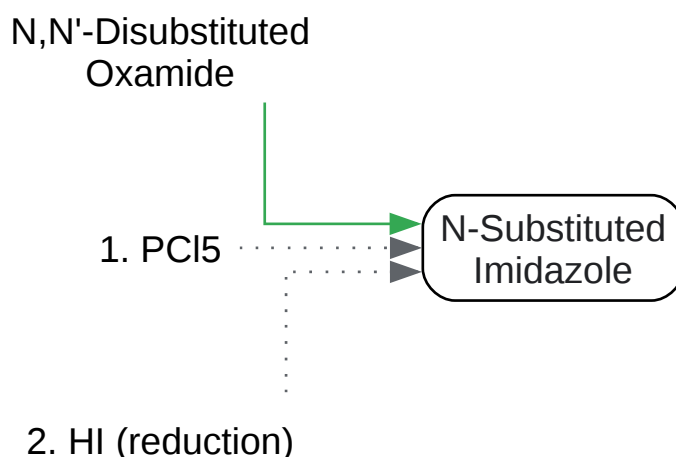 N,N'-Disubstituted
Oxamide
1. PCl5
N-Substituted
Imidazole
2. HI (reduction)